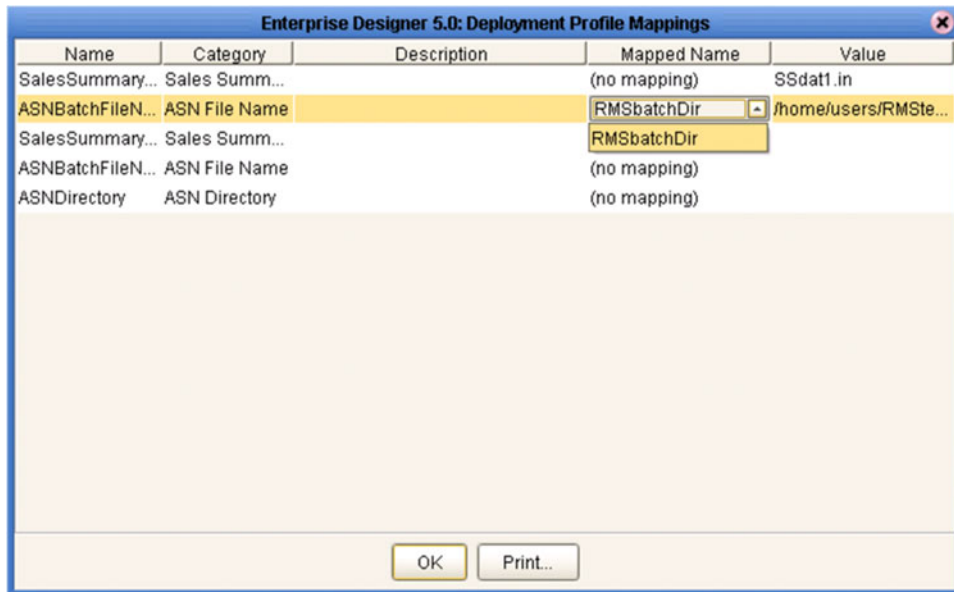 Enterprise Designer 5.0: Deployment Profile Mappings
Name Category Description Mapped Name Value
SalesSummary... Sales Summ... (no mapping) SSdat1.in
ASNBatchFileN... ASN File Name RMSbatchDir /home/users/RMSte...
SalesSummary... Sales Summ... RMSbatchDir
ASNBatchFileN... ASN File Name (no mapping)
ASNDirectory ASN Directory (no mapping)
OK Print...